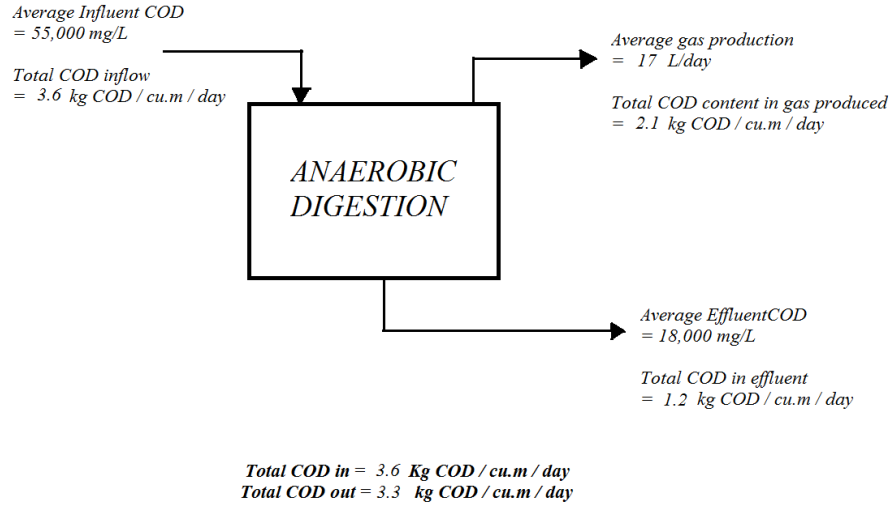 Average Influent COD
= 55,000 mg/L
Total COD inflow
= 3.6 kg COD / cu.m / day
Average gas production
= 17 L/day
Total COD content in gas produced
= 2.1 kg COD / cu.m / day
ANAEROBIC
DIGESTION
Average EffluentCOD
= 18,000 mg/L
Total COD in effluent
= 1.2 kg COD / cu.m / day
Total COD in = 3.6 Kg COD / cu.m / day
Total COD out = 3.3 kg COD / cu.m / day